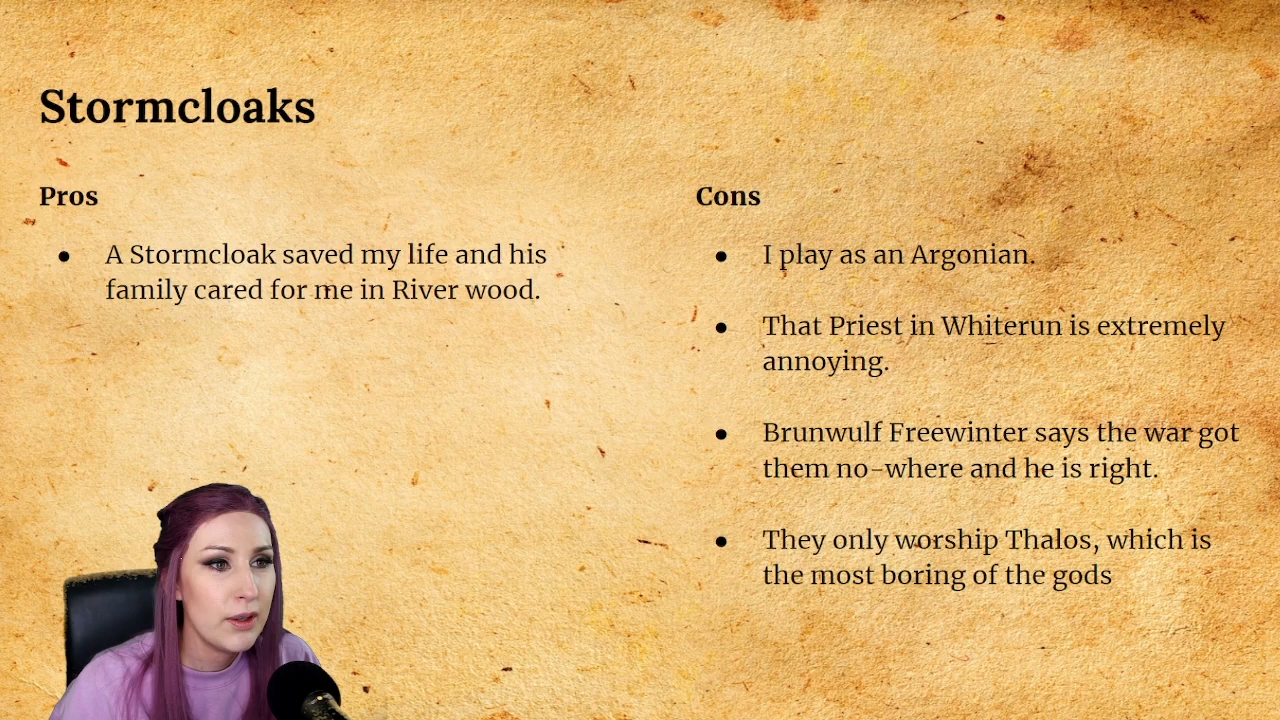 Stormcloaks
Pros
● A Stormcloak saved my life and his
family cared for me in River wood.
Cons
● I play as an Argonian.
● That Priest in Whiterun is extremely
annoying.
● Brunwulf Freewinter says the war got
them no-where and he is right.
● They only worship Thalos, which is
the most boring of the gods